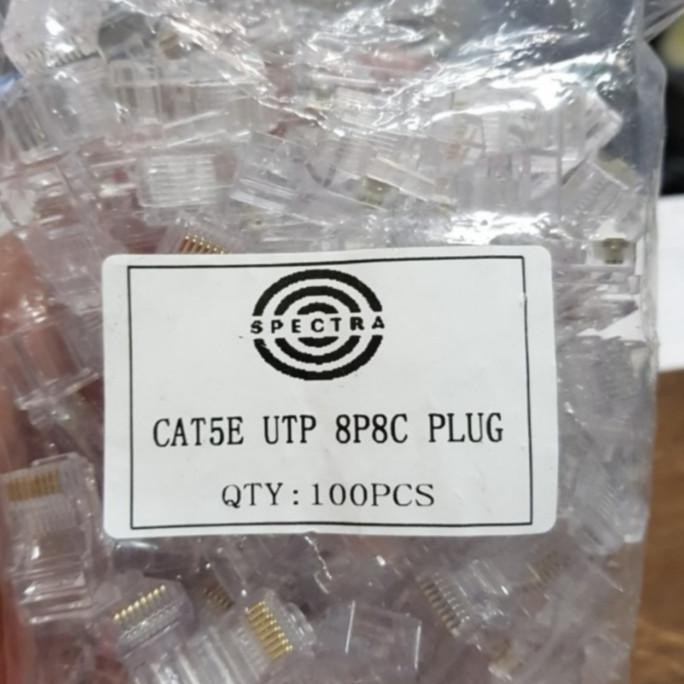 SPECTRA
CAT5E UTP 8P8C PLUG
QTY:100PCS